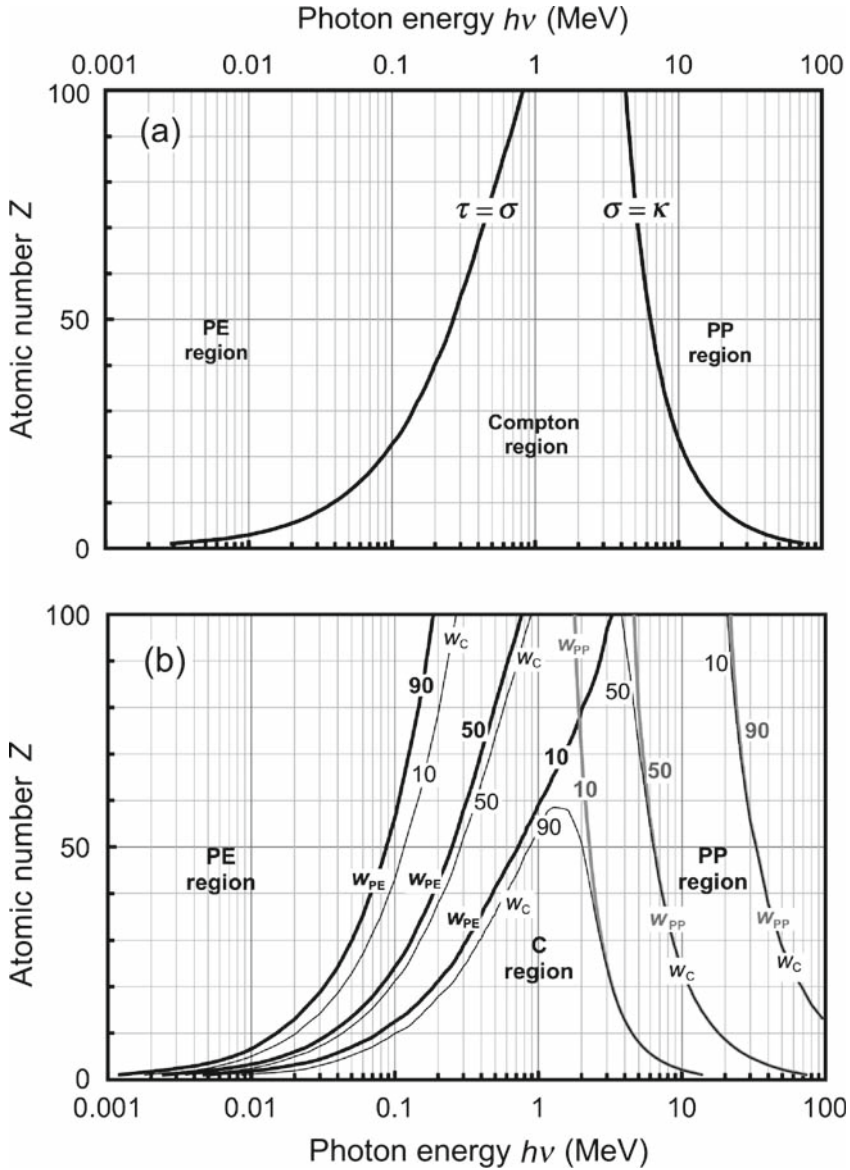 Photon energy hν (MeV)
0.001 0.01 0.1 1 10 100
100
(a)
τ = σ
σ = κ
Atomic number Z
50
PE
region
PP
region
Compton
region
0
100
(b)
90
w_C
10
50
w_C
50
w_PP
10
10
90
50
50
10
90
Atomic number Z
50
PE
region
w_PE
w_PE
w_PE
w_C
C
region
PP
region
w_PP
w_C
w_PP
w_C
0
0.001 0.01 0.1 1 10 100
Photon energy hν (MeV)